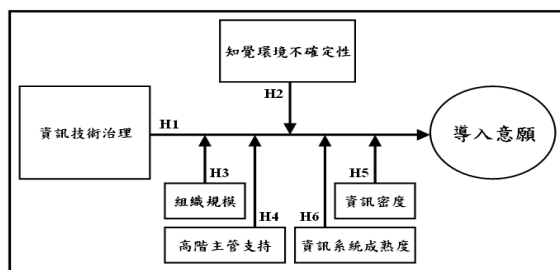 知覺環境不確定性
H2
資訊技術治理
H1
導入意願
H3
H5
組織規模
H4
H6
資訊密度
高階主管支持
資訊系統成熟度